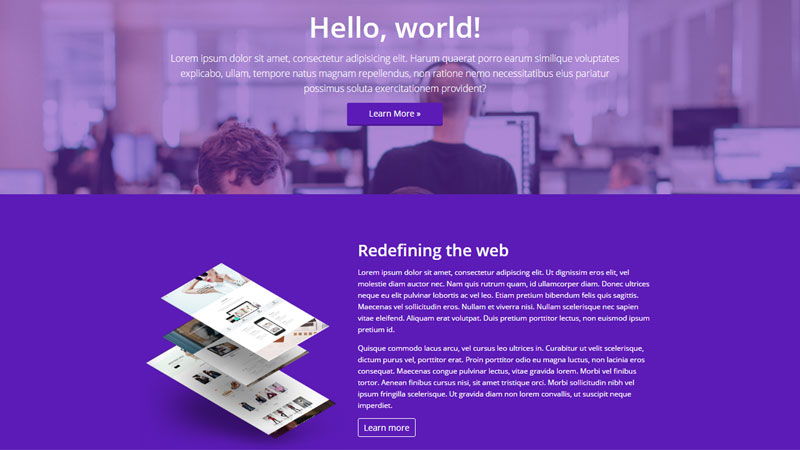 Hello, world!
Lorem ipsum dolor sit amet, consectetur adipisicing elit. Harum quaerat porro earum similique voluptates
explicabo, ullam, tempore natus magnam repellendus, non ratione nemo necessitatibus eius pariatur
possimus soluta exercitationem provident?
Learn More »
Redefining the web
Lorem ipsum dolor sit amet, consectetur adipiscing elit. Ut dignissim eros elit, vel
molestie diam auctor nec. Nam quis rutrum quam, id ullamcorper diam. Donec ultrices
neque eu elit pulvinar lobortis ac vel leo. Etiam pretium bibendum felis quis sagittis.
Maecenas vel sollicitudin eros. Nullam et viverra nisi. Nullam scelerisque nec sapien
vitae eleifend. Aliquam erat volutpat. Duis pretium porttitor lectus, non euismod ipsum
pretium id.
Quisque commodo lacus arcu, vel cursus leo ultrices in. Curabitur ut velit scelerisque,
dictum purus vel, porttitor erat. Proin porttitor odio eu magna luctus, non lacinia eros
consequat. Maecenas congue pulvinar lectus, vitae gravida lorem. Morbi vel finibus
tortor. Aenean finibus cursus nisi, sit amet tristique orci. Morbi sollicitudin nibh vel
ipsum fringilla scelerisque. Ut gravida diam non lorem convallis, ut suscipit neque
imperdiet.
Learn more